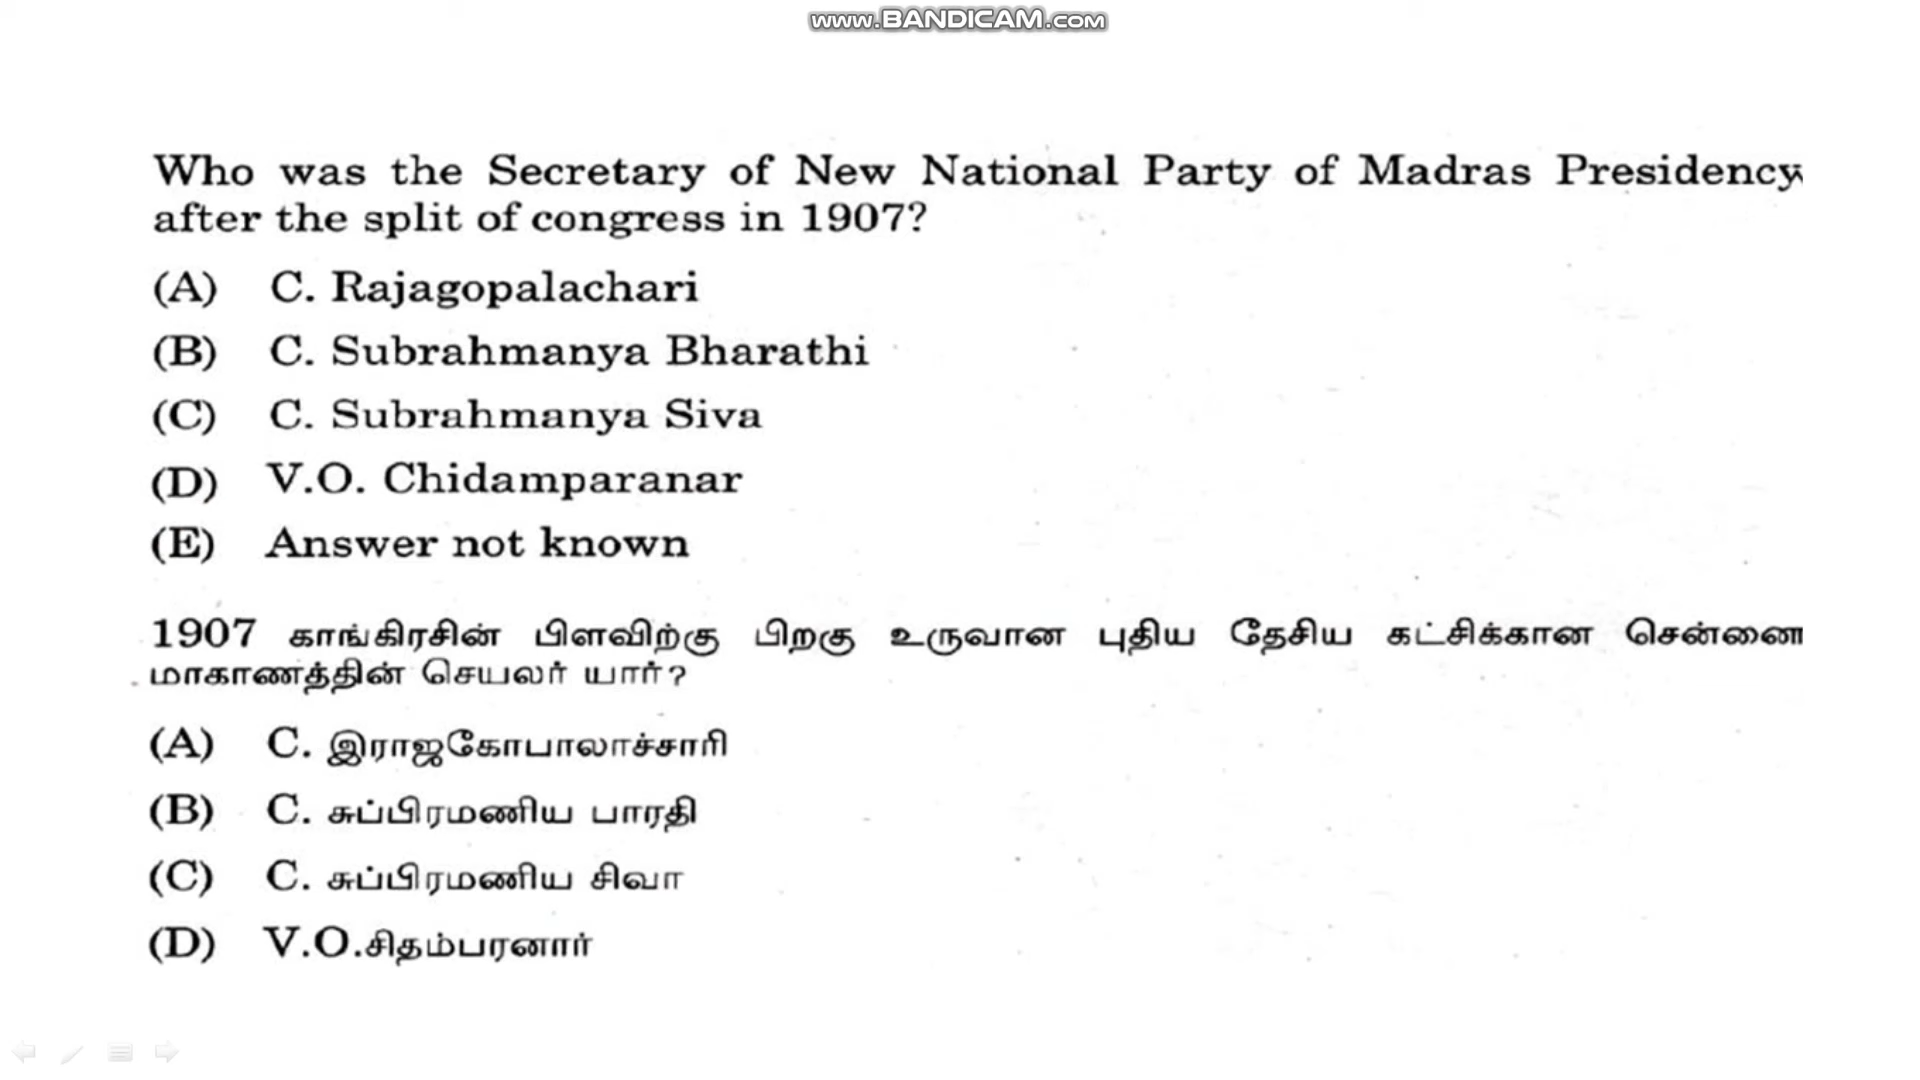 www.BANDICAM.com
Who was the Secretary of New National Party of Madras Presidency
after the split of congress in 1907?
(A) C. Rajagopalachari
(B) C. Subrahmanya Bharathi
(C) C. Subrahmanya Siva
(D) V.O. Chidamparanar
(E) Answer not known
1907 காங்கிரசின் பிளவிற்கு பிறகு உருவான புதிய தேசிய கட்சிக்கான சென்னை
மாகாணத்தின் செயலர் யார்?
(A) C. இராஜகோபாலாச்சாரி
(B) C. சுப்பிரமணிய பாரதி
(C) C. சுப்பிரமணிய சிவா
(D) V.O.சிதம்பரனார்